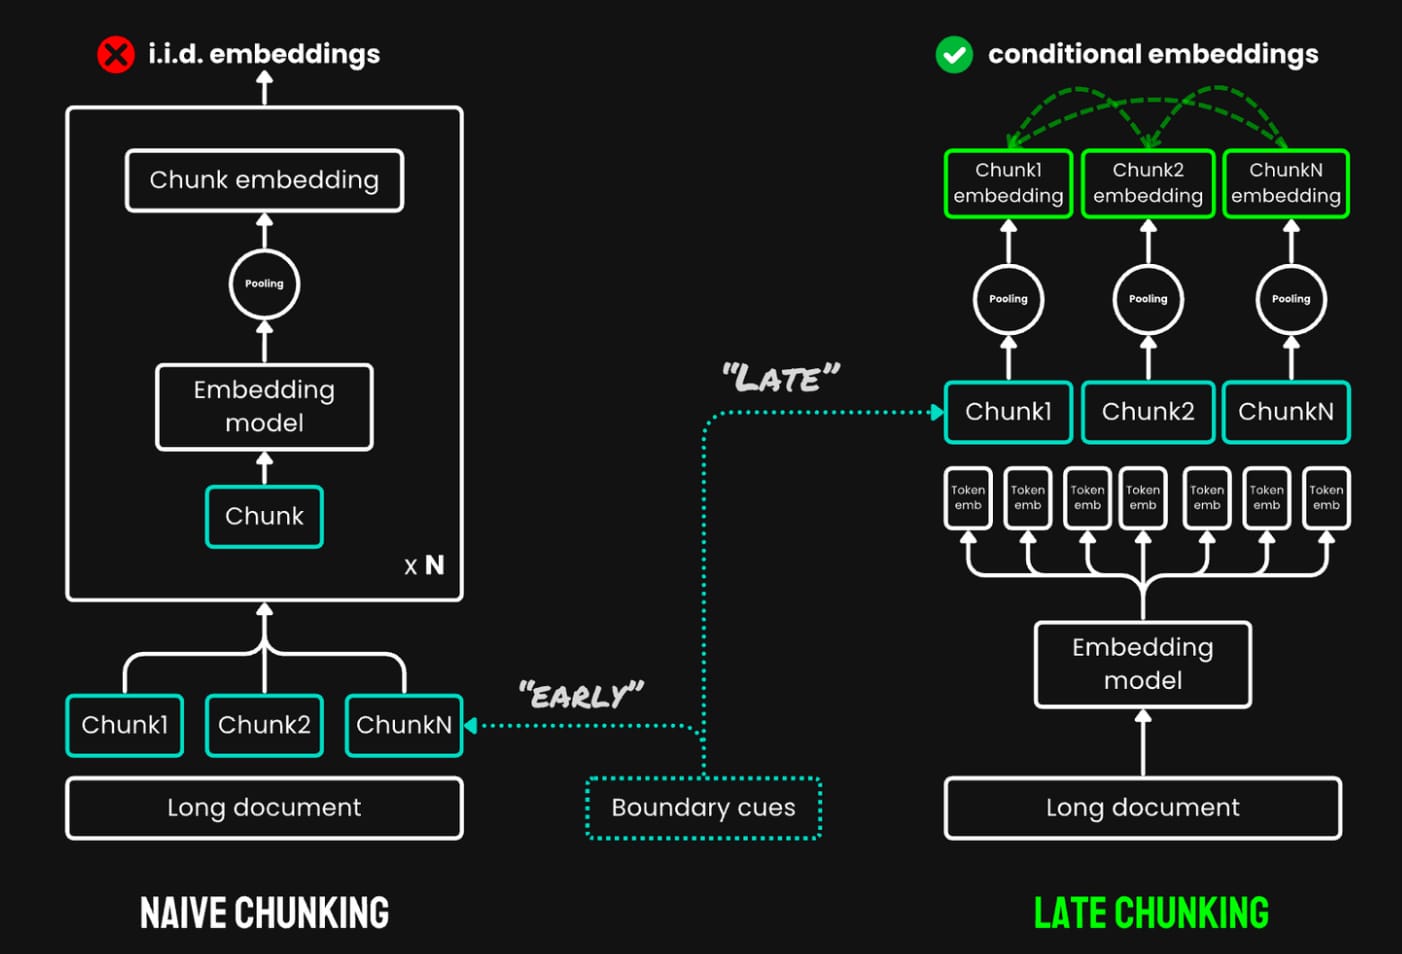 i.i.d. embeddings
Chunk embedding
Pooling
Embedding
model
Chunk
x N
Chunk1
Chunk2
ChunkN
Long document
NAIVE CHUNKING
“EARLY”
“LATE”
Boundary cues
conditional embeddings
Chunk1
embedding
Chunk2
embedding
ChunkN
embedding
Pooling
Pooling
Pooling
Chunk1
Chunk2
ChunkN
Token
emb
Token
emb
Token
emb
Token
emb
Token
emb
Token
emb
Token
emb
Embedding
model
Long document
LATE CHUNKING